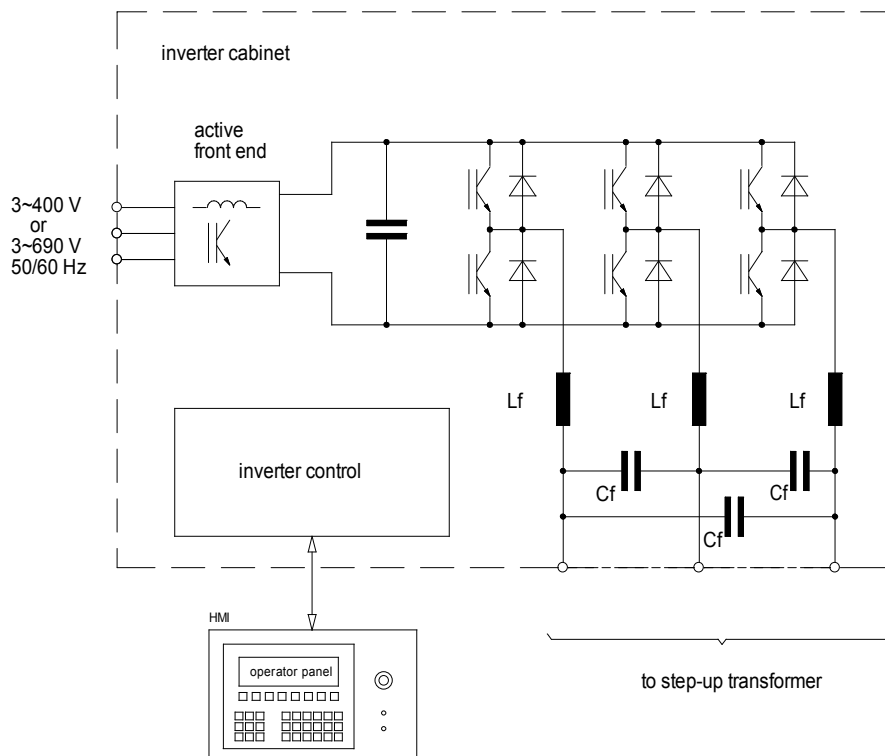 inverter cabinet
active
front end
3~400 V
or
3~690 V
50/60 Hz
Lf
Lf
Lf
inverter control
Cf
Cf
Cf
HMI
operator panel
to step-up transformer